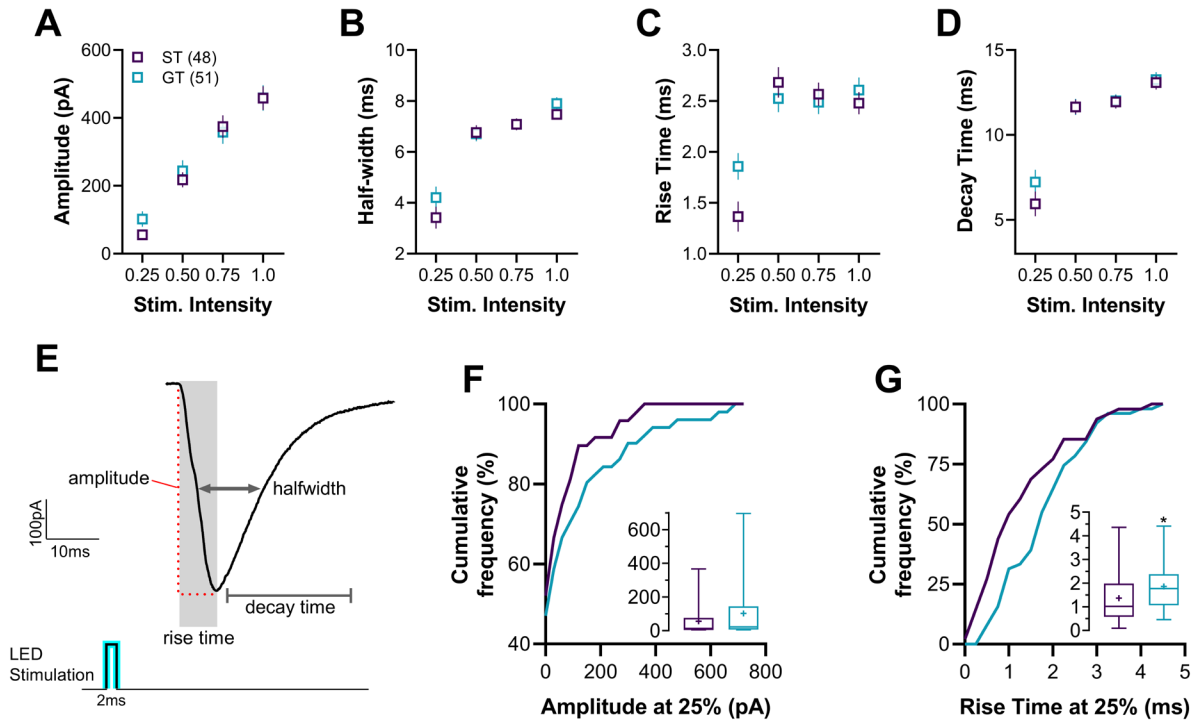 A
600
400
200
0
Amplitude (pA)
ST (48)
GT (51)
0.25 0.50 0.75 1.0
Stim. Intensity
B
10
8
6
4
2
Half-width (ms)
0.25 0.50 0.75 1.0
Stim. Intensity
C
3.0
2.5
2.0
1.5
1.0
Rise Time (ms)
0.25 0.50 0.75 1.0
Stim. Intensity
D
15
10
5
Decay Time (ms)
0.25 0.50 0.75 1.0
Stim. Intensity
E
amplitude
halfwidth
100pA
10ms
decay time
rise time
LED
Stimulation
2ms
F
100
80
60
40
Cumulative
frequency (%)
600
400
200
0
0 200 400 600 800
Amplitude at 25% (pA)
G
100
75
50
25
0
Cumulative
frequency (%)
5
4
3
2
1
0
*
0 1 2 3 4 5
Rise Time at 25% (ms)